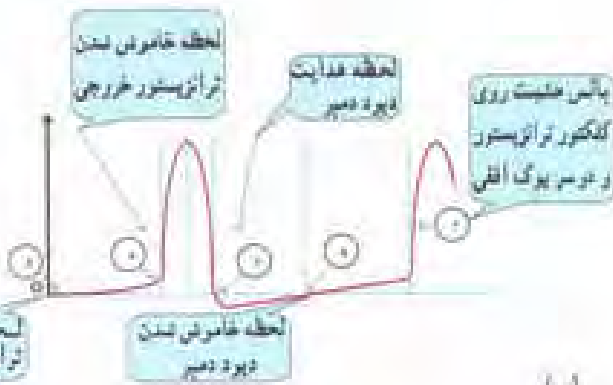 لحظه خاموش شدن
ترانزیستور خروجی
لحظه هدایت
دیود دمپر
پالس مثبت روی
کلکتور ترانزیستور
و دو سر یوک افقی
لحظه خاموش شدن
دیود دمپر